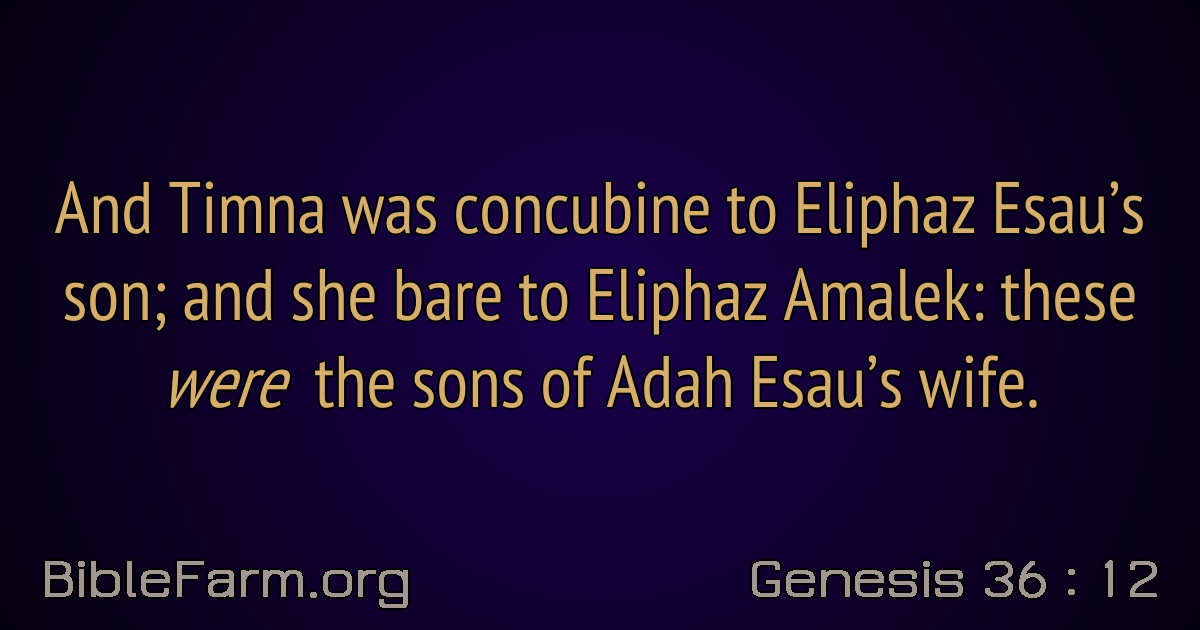 And Timna was concubine to Eliphaz Esau’s
son; and she bare to Eliphaz Amalek: these
were the sons of Adah Esau’s wife.
BibleFarm.org
Genesis 36 : 12